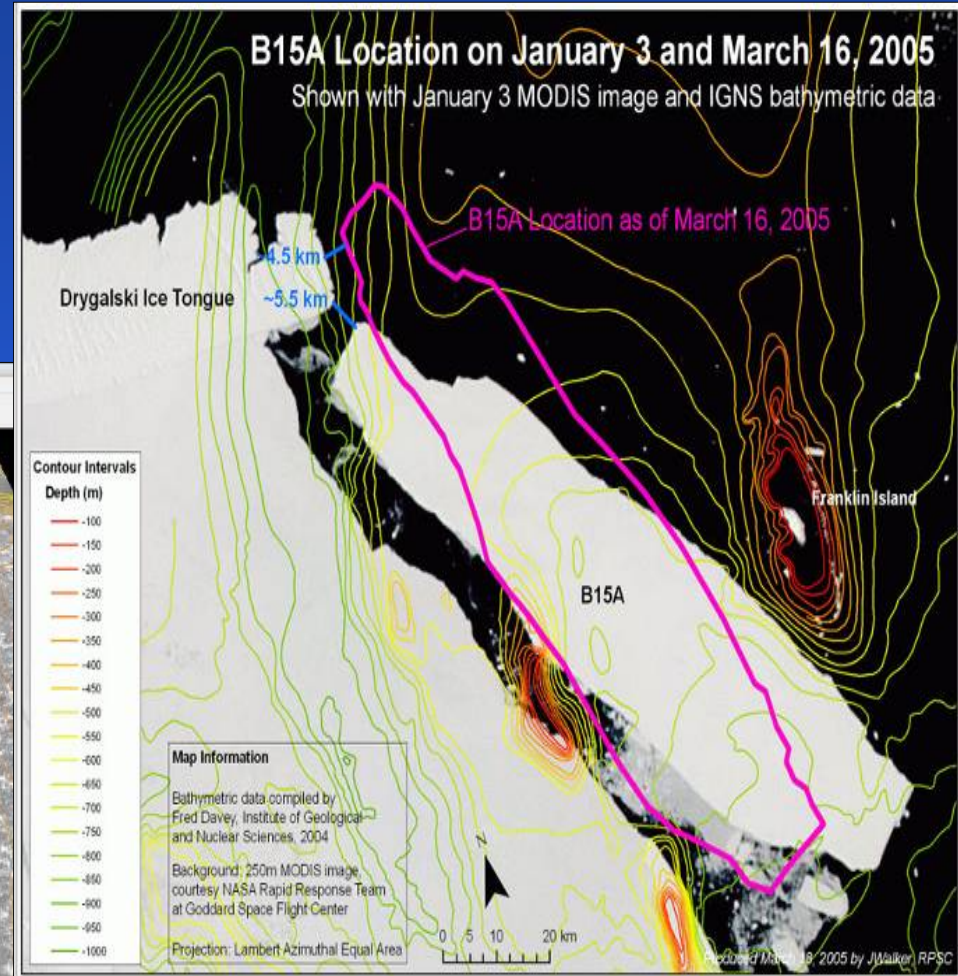 B15A Location on January 3 and March 16, 2005
Shown with January 3 MODIS image and IGNS bathymetric data
B15A Location as of March 16, 2005
~4.5 km
Drygalski Ice Tongue
~5.5 km
Contour Intervals
Depth (m)
-100
-150
-200
-250
-300
-350
-400
-450
-500
-550
-600
-650
-700
-750
-800
-850
-900
-950
-1000
Franklin Island
B15A
Map Information
Bathymetric data compiled by
Fred Davey, Institute of Geological
and Nuclear Sciences, 2004
Background: 250m MODIS image,
courtesy NASA Rapid Response Team
at Goddard Space Flight Center
Projection: Lambert Azimuthal Equal Area
N
0 5 10 20 km
Produced March 18, 2005 by JWalker, RPSC